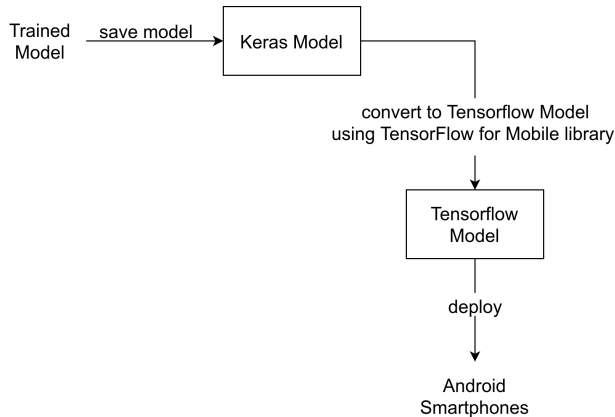 Trained
Model
save model
Keras Model
convert to Tensorflow Model
using TensorFlow for Mobile library
Tensorflow
Model
deploy
Android
Smartphones